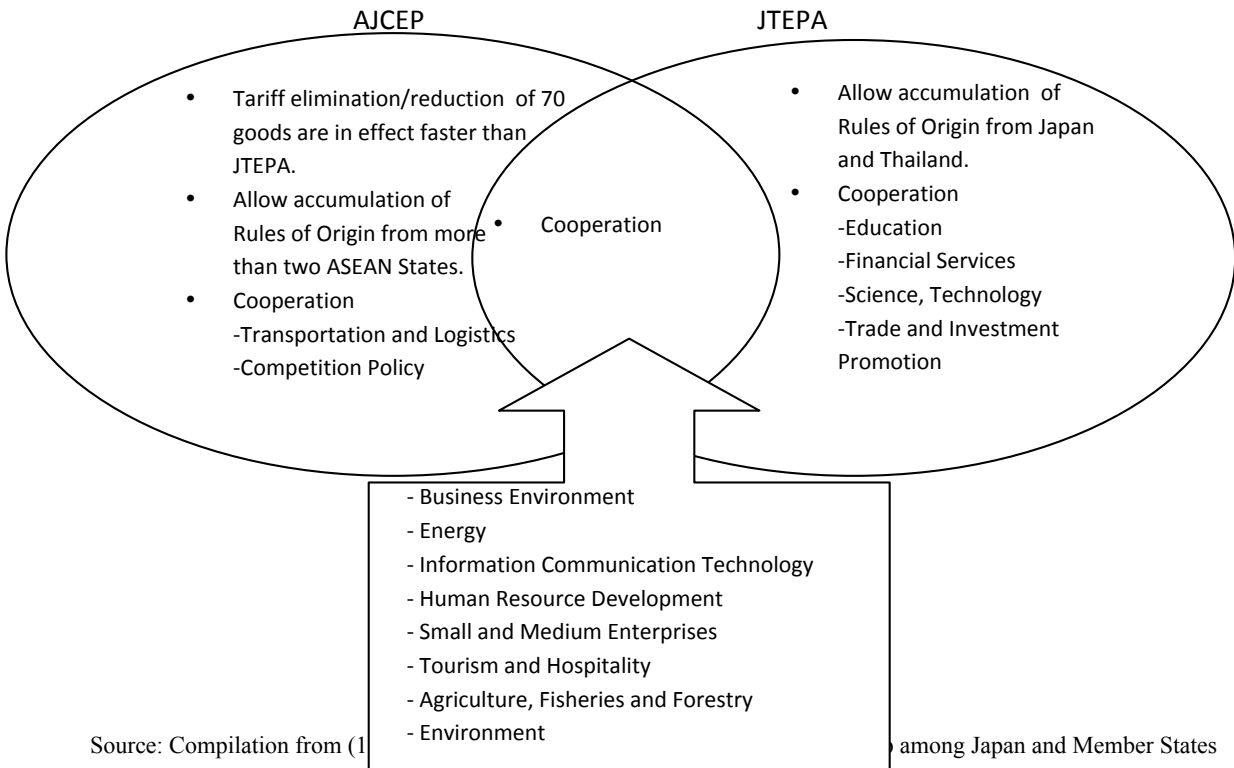 AJCEP
JTEPA
• Tariff elimination/reduction of 70
goods are in effect faster than
JTEPA.
• Allow accumulation of
Rules of Origin from more
than two ASEAN States.
• Cooperation
-Transportation and Logistics
-Competition Policy
• Cooperation
• Allow accumulation of
Rules of Origin from Japan
and Thailand.
• Cooperation
-Education
-Financial Services
-Science, Technology
-Trade and Investment
Promotion
- Business Environment
- Energy
- Information Communication Technology
- Human Resource Development
- Small and Medium Enterprises
- Tourism and Hospitality
- Agriculture, Fisheries and Forestry
- Environment
Source: Compilation from (1 among Japan and Member States